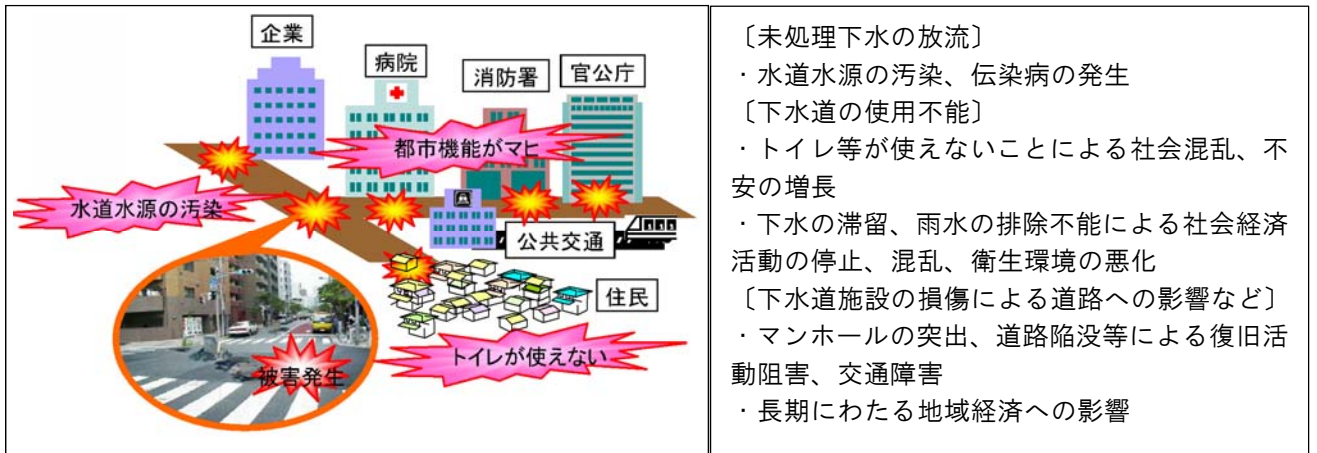 企業
病院
消防署
官公庁
都市機能がマヒ
水道水源の汚染
公共交通
住民
トイレが使えない
被害発生
〔未処理下水の放流〕
・水道水源の汚染、伝染病の発生
〔下水道の使用不能〕
・トイレ等が使えないことによる社会混乱、不
安の増長
・下水の滞留、雨水の排除不能による社会経済
活動の停止、混乱、衛生環境の悪化
〔下水道施設の損傷による道路への影響など〕
・マンホールの突出、道路陥没等による復旧活
動阻害、交通障害
・長期にわたる地域経済への影響